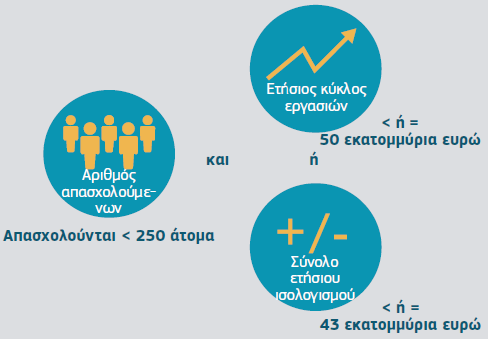 Ετήσιος κύκλος
εργασιών
< ή =
50 εκατομμύρια ευρώ
Αριθμός
απασχολούμε-
νων
Απασχολούνται < 250 άτομα
και
ή
+/-
Σύνολο
ετήσιου
ισολογισμού
< ή =
43 εκατομμύρια ευρώ